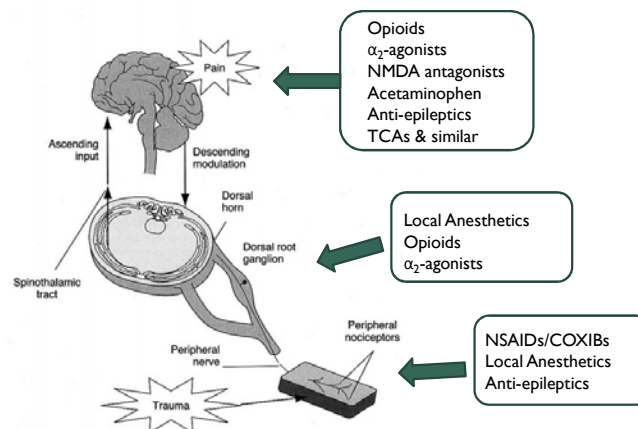 Opioids
α₂-agonists
NMDA antagonists
Acetaminophen
Anti-epileptics
TCAs & similar
Pain
Ascending
input
Descending
modulation
Dorsal
horn
Dorsal root
ganglion
Local Anesthetics
Opioids
α₂-agonists
Spinothalamic
tract
Peripheral
nociceptors
Peripheral
nerve
Trauma
NSAIDs/COXIBs
Local Anesthetics
Anti-epileptics